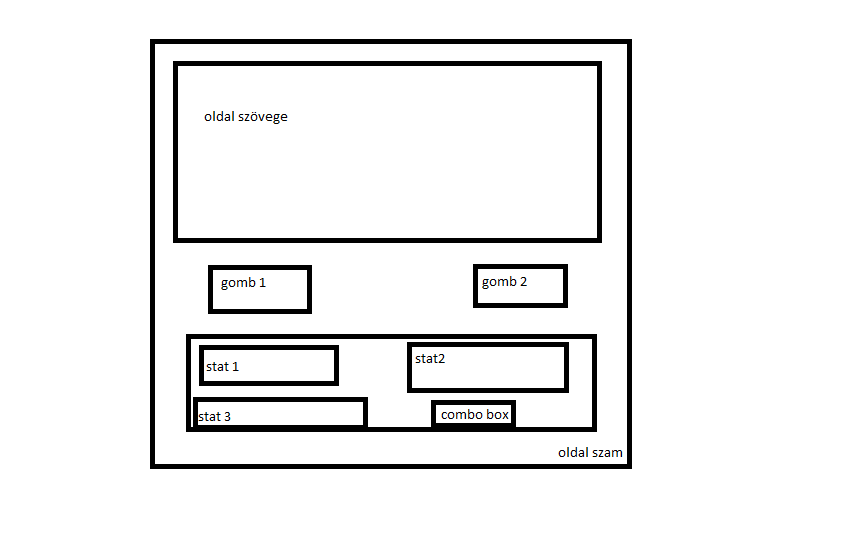 oldal szövege
gomb 1
gomb 2
stat 1
stat2
stat 3
combo box
oldal szam